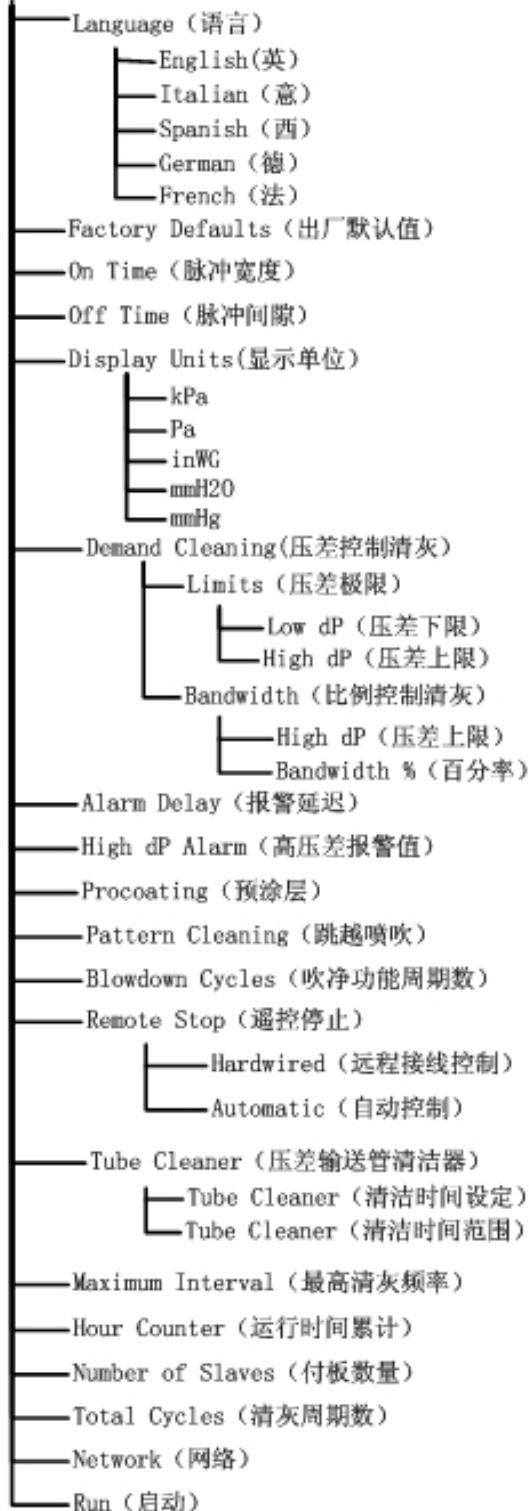 Language（语言）
English(英）
Italian（意）
Spanish（西）
German（德）
French（法）
Factory Defaults（出厂默认值）
On Time（脉冲宽度）
Off Time（脉冲间隙）
Display Units(显示单位）
kPa
Pa
inWG
mmH2O
mmHg
Demand Cleaning(压差控制清灰）
Limits（压差极限）
Low dP（压差下限）
High dP（压差上限）
Bandwidth（比例控制清灰）
High dP（压差上限）
Bandwidth %（百分率）
Alarm Delay（报警延迟）
High dP Alarm（高压差报警值）
Procoating（预涂层）
Pattern Cleaning（跳越喷吹）
Blowdown Cycles（吹净功能周期数）
Remote Stop（遥控停止）
Hardwired（远程接线控制）
Automatic（自动控制）
Tube Cleaner（压差输送管清洁器）
Tube Cleaner（清洁时间设定）
Tube Cleaner（清洁时间范围）
Maximum Interval（最高清灰频率）
Hour Counter（运行时间累计）
Number of Slaves（付板数量）
Total Cycles（清灰周期数）
Network（网络）
Run（启动）